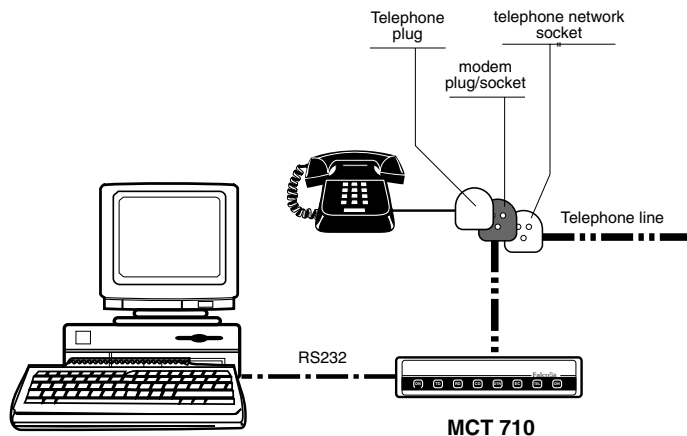 Telephone
plug
telephone network
socket
modem
plug/socket
Telephone line
RS232
MCT 710